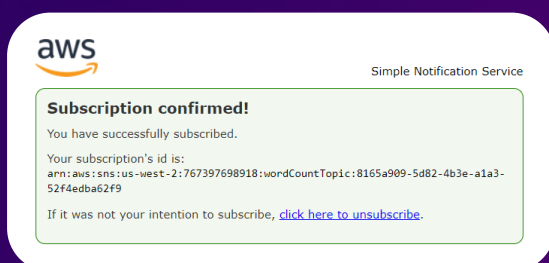 aws
Simple Notification Service
Subscription confirmed!
You have successfully subscribed.
Your subscription's id is:
arn:aws:sns:us-west-2:767397698918:wordCountTopic:8165a909-5d82-4b3e-a1a3-
52f4edba62f9
If it was not your intention to subscribe, click here to unsubscribe.